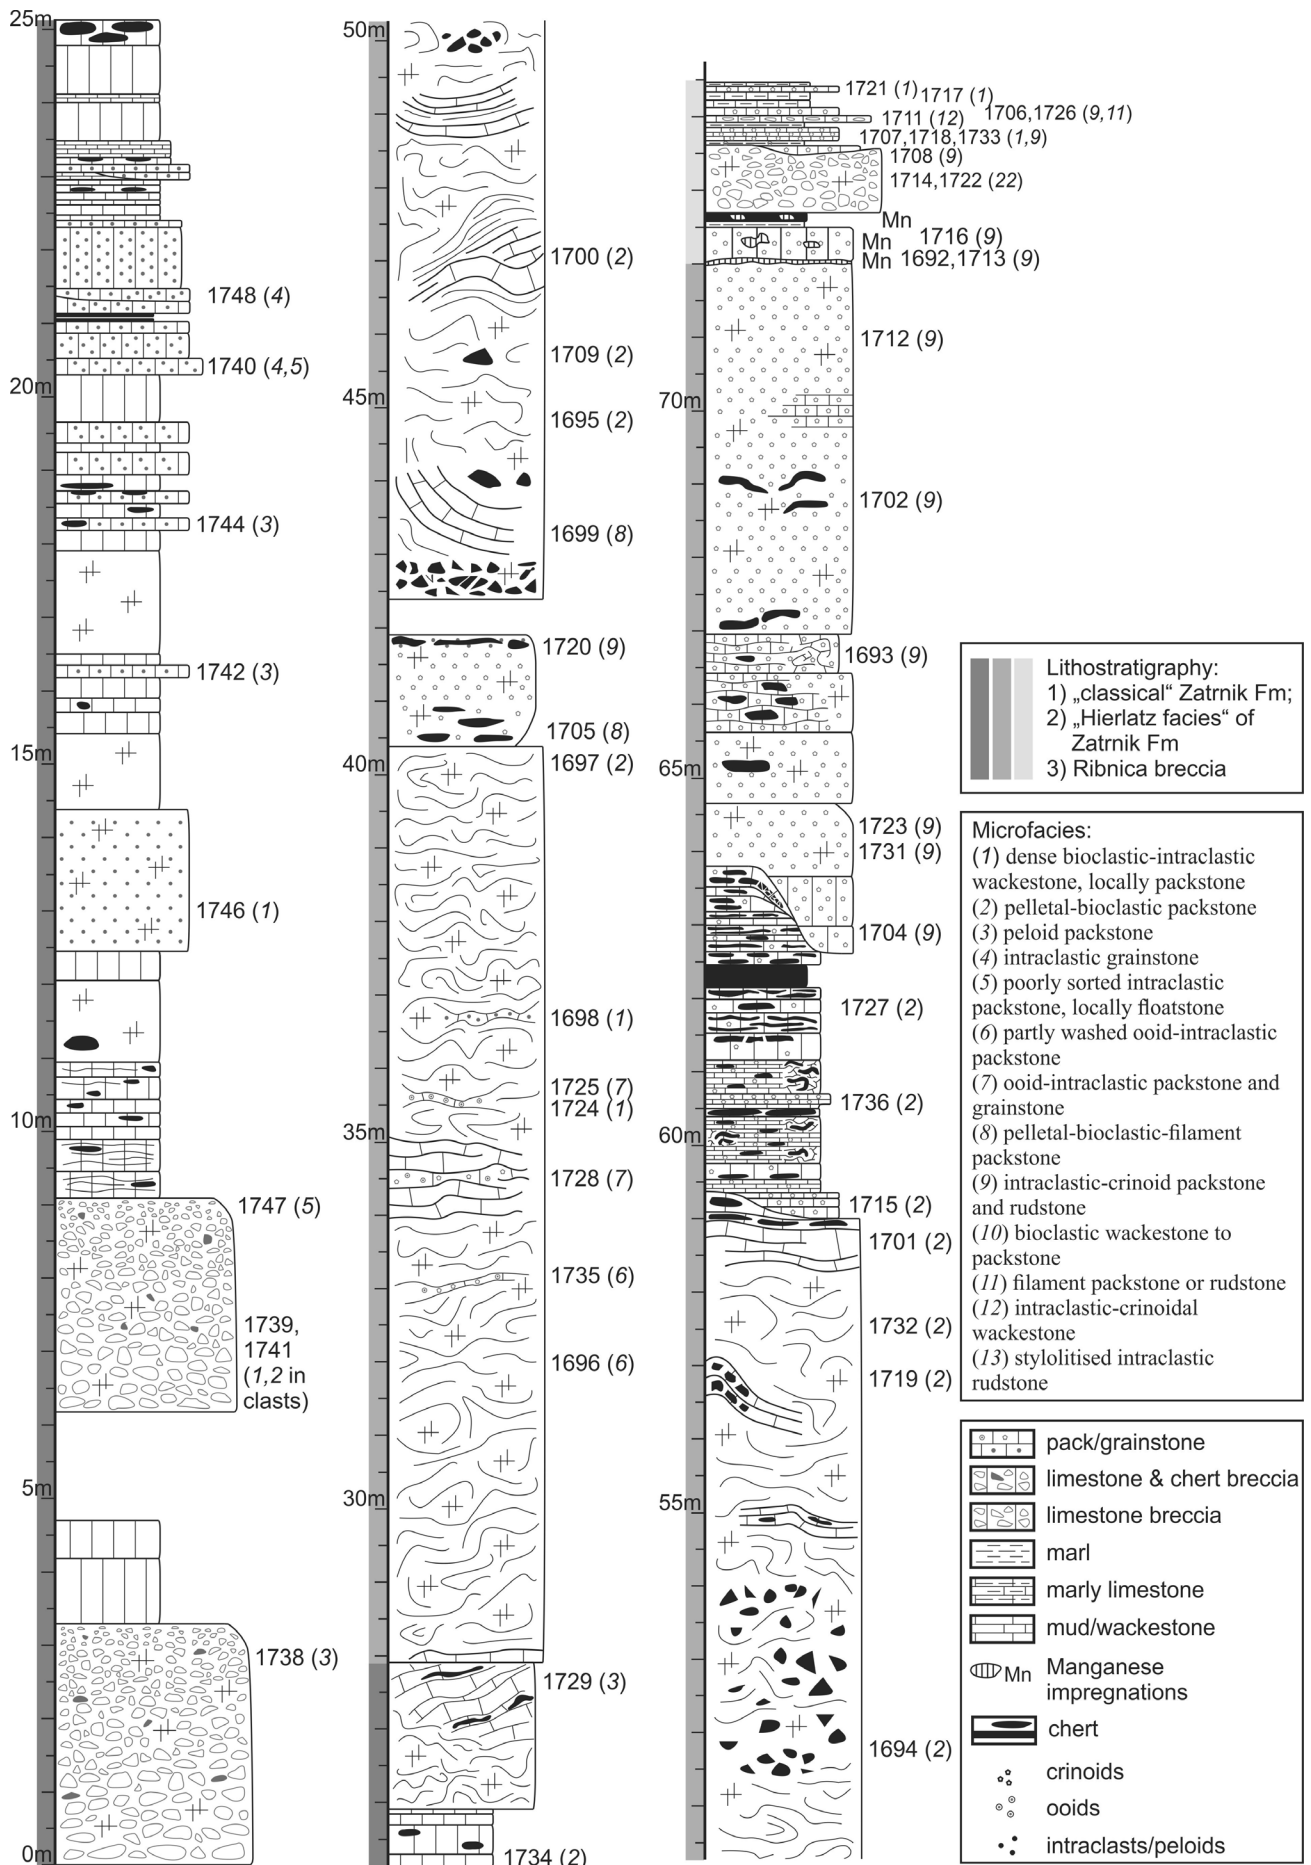 25m
1748 (4)
1740 (4,5)
20m
1744 (3)
1742 (3)
15m
1746 (1)
10m
1747 (5)
1739,
1741
(1,2 in
clasts)
5m
1738 (3)
0m
50m
1700 (2)
1709 (2)
45m
1695 (2)
1699 (8)
1720 (9)
1705 (8)
40m
1697 (2)
1698 (1)
1725 (7)
1724 (1)
35m
1728 (7)
1735 (6)
1696 (6)
30m
1729 (3)
1734 (2)
1721 (1)
1717 (1)
1706,1726 (9,11)
1711 (12)
1707,1718,1733 (1,9)
1708 (9)
1714,1722 (22)
Mn
Mn 1716 (9)
Mn 1692,1713 (9)
1712 (9)
70m
1702 (9)
1693 (9)
65m
1723 (9)
1731 (9)
1704 (9)
1727 (2)
1736 (2)
60m
1715 (2)
1701 (2)
1732 (2)
1719 (2)
55m
1694 (2)
Lithostratigraphy:
1) „classical“ Zatrnik Fm;
2) „Hierlatz facies“ of
Zatrnik Fm
3) Ribnica breccia
Microfacies:
(1) dense bioclastic-intraclastic
wackestone, locally packstone
(2) pelletal-bioclastic packstone
(3) peloid packstone
(4) intraclastic grainstone
(5) poorly sorted intraclastic
packstone, locally floatstone
(6) partly washed ooid-intraclastic
packstone
(7) ooid-intraclastic packstone and
grainstone
(8) pelletal-bioclastic-filament
packstone
(9) intraclastic-crinoid packstone
and rudstone
(10) bioclastic wackestone to
packstone
(11) filament packstone or rudstone
(12) intraclastic-crinoidal
wackestone
(13) stylolitised intraclastic
rudstone
pack/grainstone
limestone & chert breccia
limestone breccia
marl
marly limestone
mud/wackestone
Mn Manganese
impregnations
chert
crinoids
ooids
intraclasts/peloids